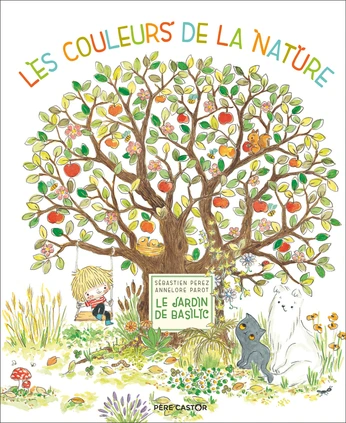 LES COULEURS DE LA NATURE
SÉBASTIEN PEREZ
ANNELORE PAROT
LE JARDIN
DE BASILIC
PÈRE CASTOR